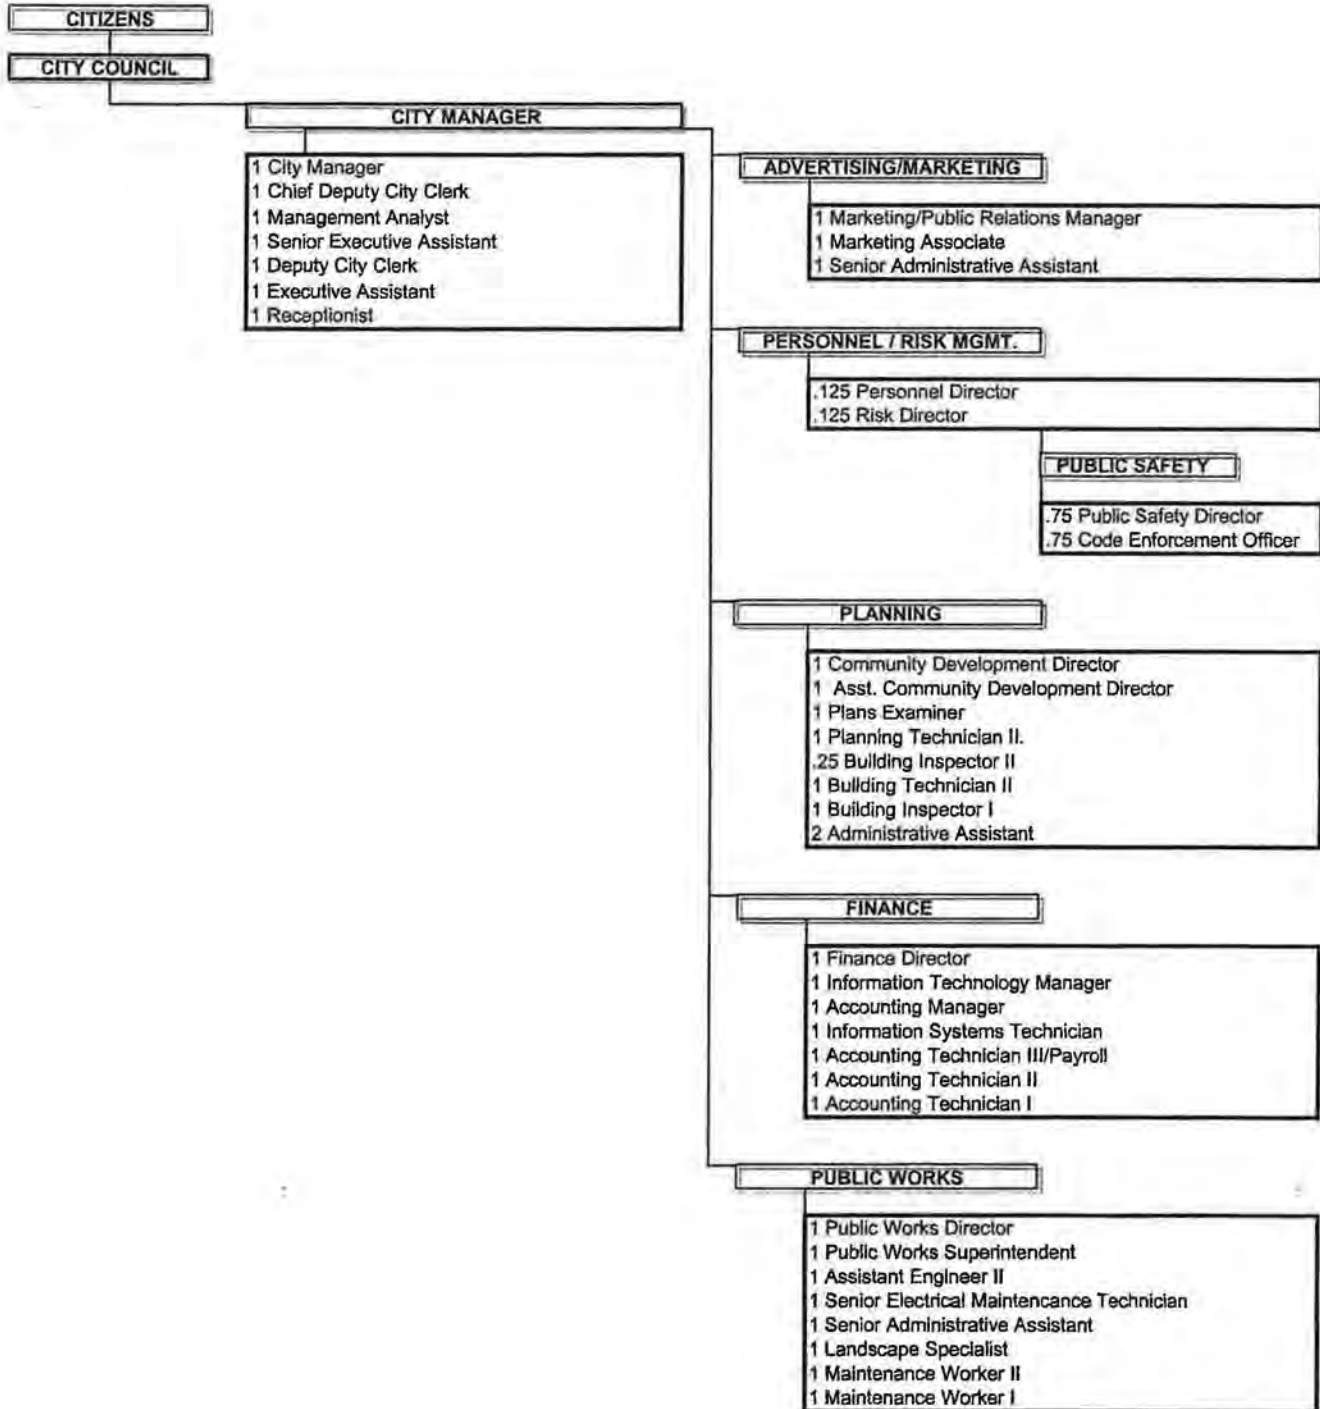 CITIZENS
CITY COUNCIL
CITY MANAGER
1 City Manager
1 Chief Deputy City Clerk
1 Management Analyst
1 Senior Executive Assistant
1 Deputy City Clerk
1 Executive Assistant
1 Receptionist
ADVERTISING/MARKETING
1 Marketing/Public Relations Manager
1 Marketing Associate
1 Senior Administrative Assistant
PERSONNEL / RISK MGMT.
.125 Personnel Director
.125 Risk Director
PUBLIC SAFETY
.75 Public Safety Director
.75 Code Enforcement Officer
PLANNING
1 Community Development Director
1 Asst. Community Development Director
1 Plans Examiner
1 Planning Technician II.
.25 Building Inspector II
1 Building Technician II
1 Building Inspector I
2 Administrative Assistant
FINANCE
1 Finance Director
1 Information Technology Manager
1 Accounting Manager
1 Information Systems Technician
1 Accounting Technician III/Payroll
1 Accounting Technician II
1 Accounting Technician I
PUBLIC WORKS
1 Public Works Director
1 Public Works Superintendent
1 Assistant Engineer II
1 Senior Electrical Maintencance Technician
1 Senior Administrative Assistant
1 Landscape Specialist
1 Maintenance Worker II
1 Maintenance Worker I